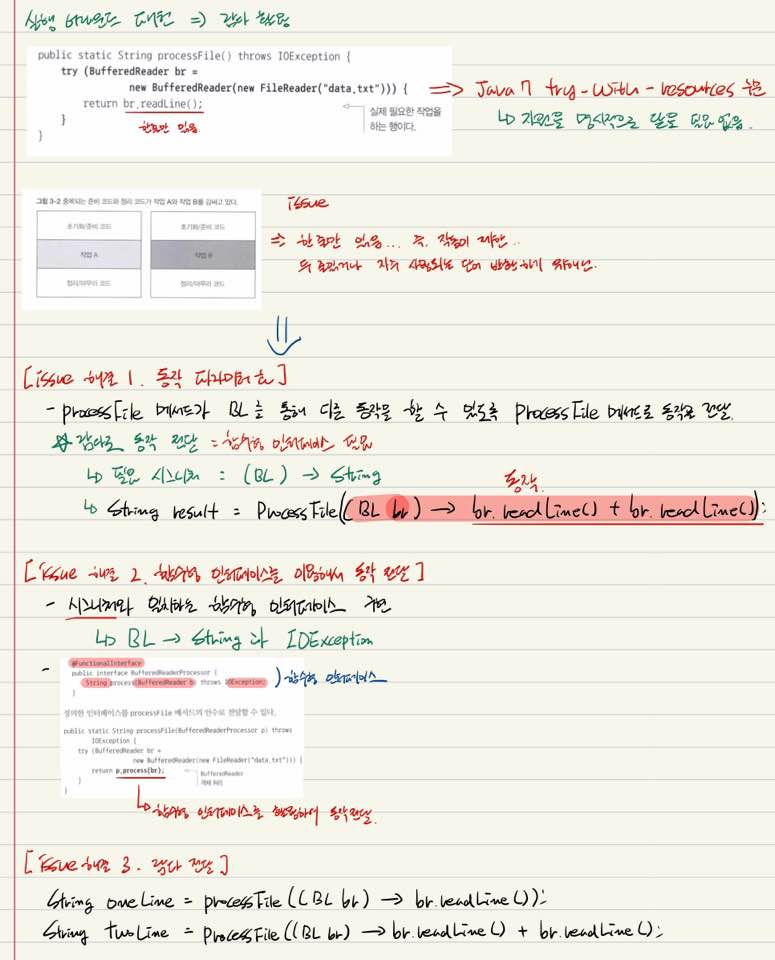 실행 어라운드 패턴 => 람다 활용
public static String processFile() throws IOException {
try (BufferedReader br =
new BufferedReader(new FileReader("data.txt"))) {
return br.readLine();
}
}
실제 필요한 작업을
하는 행이다.
한줄만 읽음
=> Java 7 try-with-resources 구문
↳ 자원을 명시적으로 닫을 필요 없음.
그림 3-2 중복되는 준비 코드와 정리 코드가 작업 A와 작업 B를 감싸고 있다.
초기화/준비 코드 초기화/준비 코드
작업 A 작업 B
정리/마무리 코드 정리/마무리 코드
issue
=> 한줄만 읽음... 즉, 작동이 제한..
두 줄 자주 사용되는 단어 반환하기 위해선.
[issue 해결 1. 동작 파라미터화]
- processFile 메서드가 BL를 통해 다른 동작을 할 수 있도록 processFile 메서드로 동작을 전달.
☆ 람다로 동작 전달 = 함수형 인터페이스 필요
↳ 필요 시그니처 : (BL) → String
동작.
↳ String result = ProcessFile((BL br) → br.readLine() + br.readLine());
[issue 해결 2. 함수형 인터페이스를 이용해서 동작 전달]
- 시그니처와 일치하는 함수형 인터페이스 구현
↳ BL → String과 IOException
-
@FunctionalInterface
public interface BufferedReaderProcessor {
String process(BufferedReader b) throws IOException;
}
) 함수형 인터페이스
정의한 인터페이스를 processFile 메서드의 인수로 전달할 수 있다.
public static String processFile(BufferedReaderProcessor p) throws
IOException {
try (BufferedReader br =
new BufferedReader(new FileReader("data.txt"))) {
return p.process(br);
}
}
BufferedReader
객체 처리
↳ 함수형 인터페이스를 활용하여 동작전달.
[issue 해결 3. 람다 전달]
String oneLine = processFile((BL br) → br.readLine());
String twoLine = processFile((BL br) → br.readLine() + br.readLine();